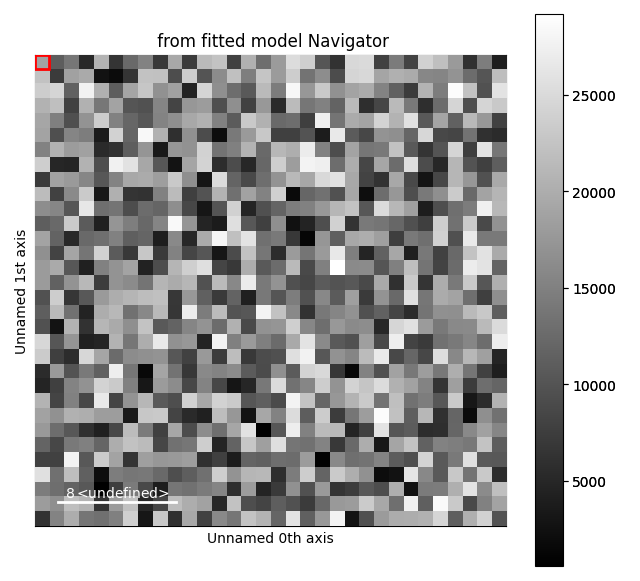 from fitted model Navigator
25000
20000
15000
10000
5000
Unnamed 1st axis
8 <undefined>
Unnamed 0th axis